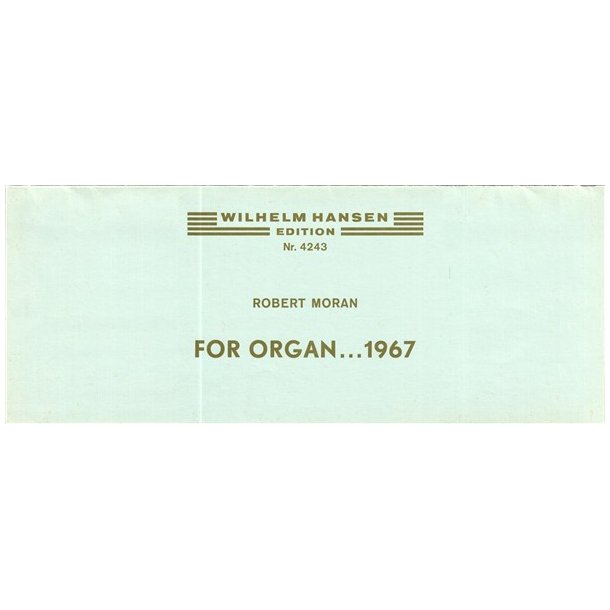 WILHELM HANSEN
EDITION
Nr. 4243
ROBERT MORAN
FOR ORGAN...1967